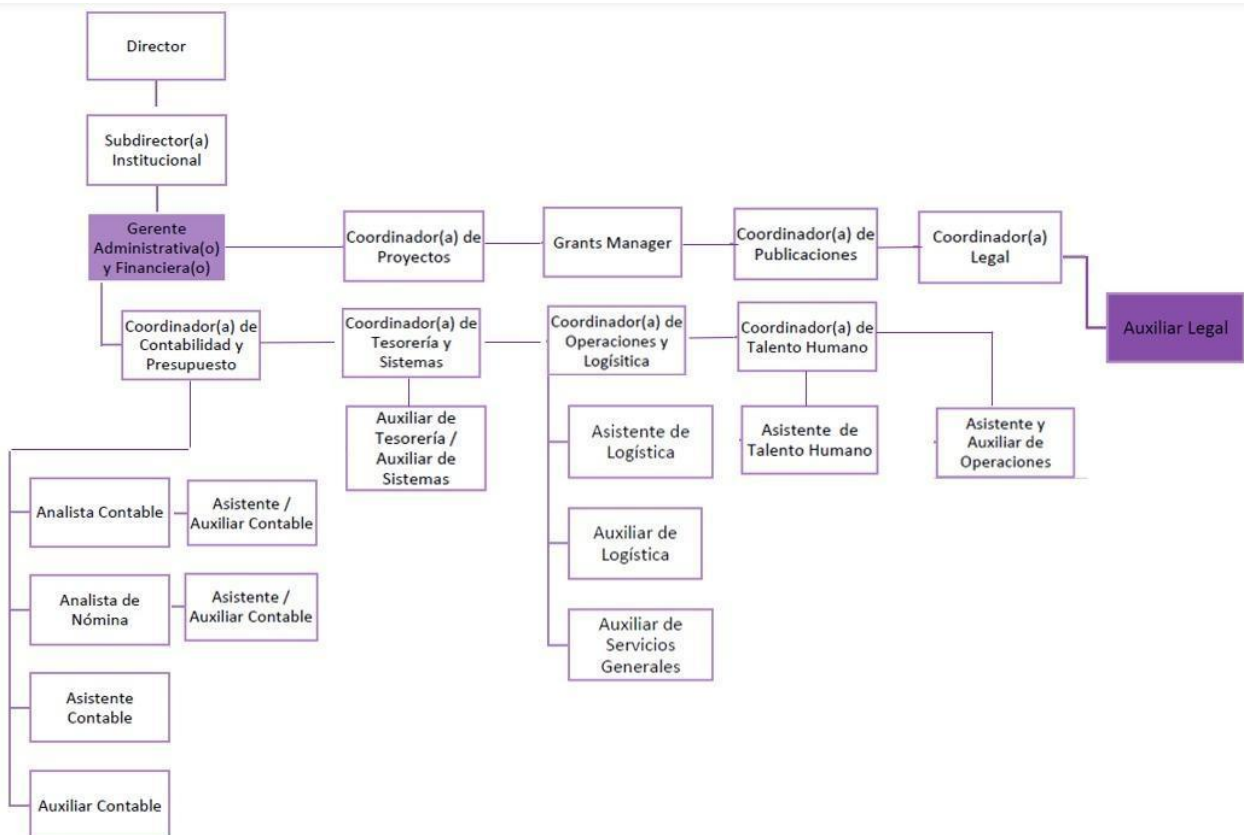 Director
Subdirector(a)
Institucional
Gerente
Administrativa(o)
y Financiera(o)
Coordinador(a) de
Proyectos
Grants Manager
Coordinador(a) de
Publicaciones
Coordinador(a)
Legal
Auxiliar Legal
Coordinador(a) de
Contabilidad y
Presupuesto
Coordinador(a) de
Tesorería y
Sistemas
Coordinador(a) de
Operaciones y
Logísitica
Coordinador(a) de
Talento Humano
Auxiliar de
Tesorería /
Auxiliar de
Sistemas
Asistente de
Logística
Asistente de
Talento Humano
Asistente y
Auxiliar de
Operaciones
Analista Contable
Asistente /
Auxiliar Contable
Auxiliar de
Logística
Analista de
Nómina
Asistente /
Auxiliar Contable
Auxiliar de
Servicios
Generales
Asistente
Contable
Auxiliar Contable